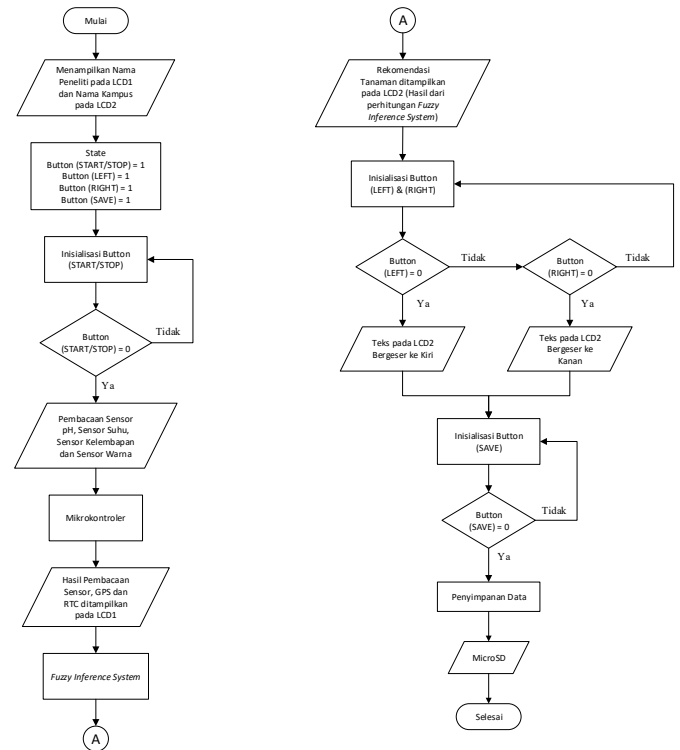 Mulai
Menampilkan Nama
Peneliti pada LCD1
dan Nama Kampus
pada LCD2
State
Button (START/STOP) = 1
Button (LEFT) = 1
Button (RIGHT) = 1
Button (SAVE) = 1
Inisialisasi Button
(START/STOP)
Button
(START/STOP) = 0
Tidak
Ya
Pembacaan Sensor
pH, Sensor Suhu,
Sensor Kelembapan
dan Sensor Warna
Mikrokontroler
Hasil Pembacaan
Sensor, GPS dan
RTC ditampilkan
pada LCD1
Fuzzy Inference System
A
A
Rekomendasi
Tanaman ditampilkan
pada LCD2 (Hasil dari
perhitungan Fuzzy
Inference System)
Inisialisasi Button
(LEFT) & (RIGHT)
Button
(LEFT) = 0
Tidak
Button
(RIGHT) = 0
Tidak
Ya
Ya
Teks pada LCD2
Bergeser ke Kiri
Teks pada LCD2
Bergeser ke
Kanan
Inisialisasi Button
(SAVE)
Button
(SAVE) = 0
Tidak
Ya
Penyimpanan Data
MicroSD
Selesai